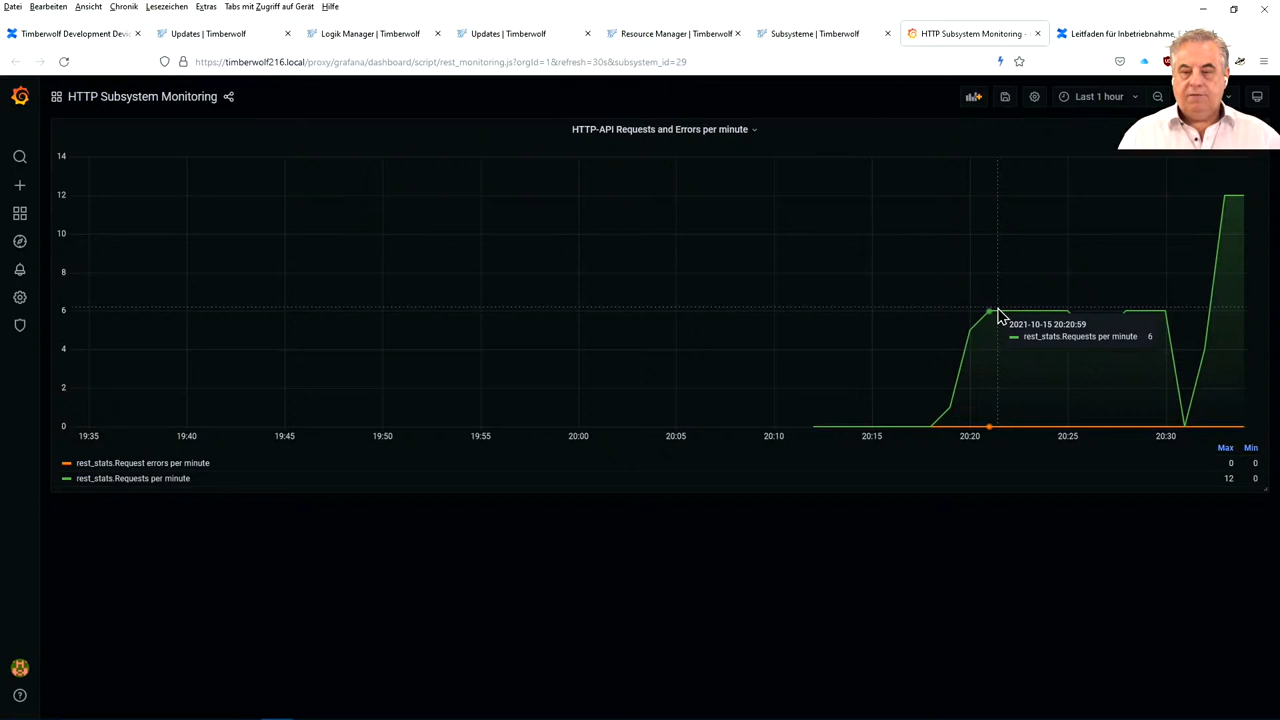 Datei Bearbeiten Ansicht Chronik Lesezeichen Extras Tabs mit Zugriff auf Gerät Hilfe
Timberwolf Development Devi
Updates | Timberwolf
Logik Manager | Timberwolf
Updates | Timberwolf
Resource Manager | Timberwolf
Subsysteme | Timberwolf
HTTP Subsystem Monitoring -
Leitfaden für Inbetriebnahme,
https://timberwolf216.local/proxy/grafana/dashboard/script/rest_monitoring.js?orgId=1&refresh=30s&subsystem_id=29
HTTP Subsystem Monitoring
Last 1 hour
HTTP-API Requests and Errors per minute
14
12
10
8
6
4
2
0
2021-10-15 20:20:59
rest_stats.Requests per minute 6
19:35 19:40 19:45 19:50 19:55 20:00 20:05 20:10 20:15 20:20 20:25 20:30
Max Min
rest_stats.Request errors per minute 0 0
rest_stats.Requests per minute 12 0